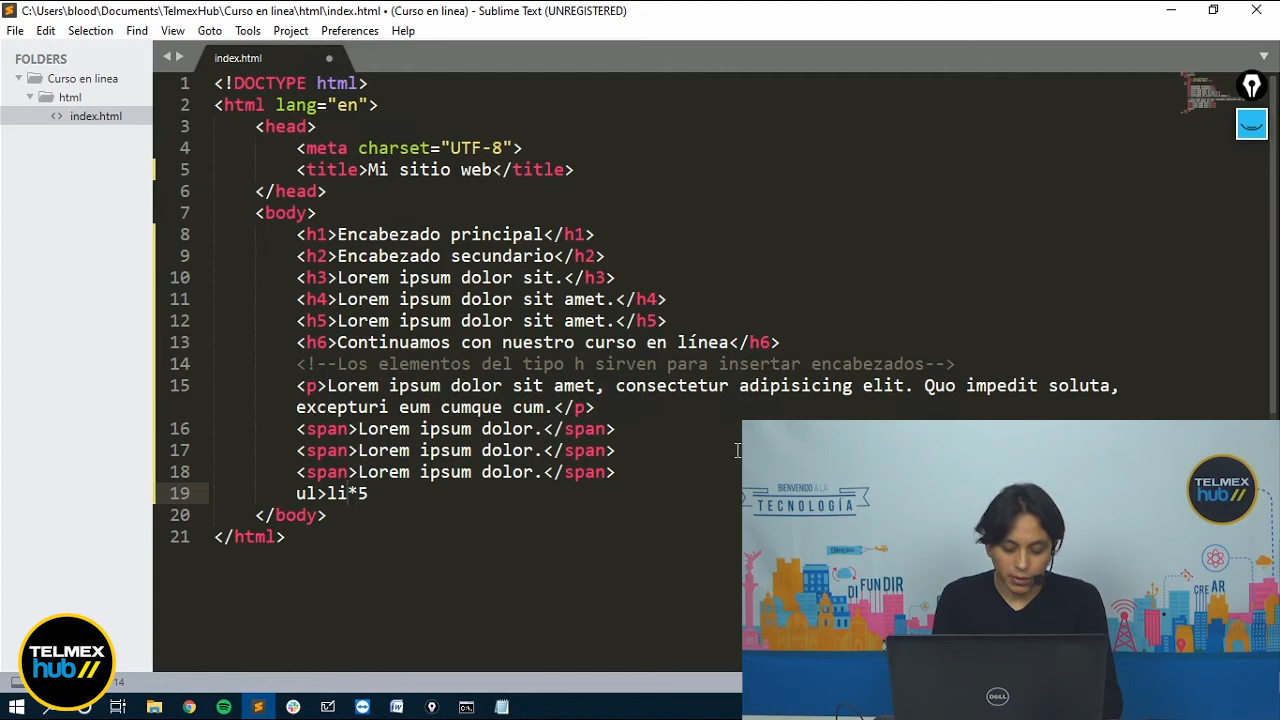 C:\Users\blood\Documents\TelmexHub\Curso en linea\html\index.html • (Curso en linea) - Sublime Text (UNREGISTERED)
File Edit Selection Find View Goto Tools Project Preferences Help
FOLDERS
Curso en linea
html
<> index.html
index.html
1 <!DOCTYPE html>
2 <html lang="en">
3 <head>
4 <meta charset="UTF-8">
5 <title>Mi sitio web</title>
6 </head>
7 <body>
8 <h1>Encabezado principal</h1>
9 <h2>Encabezado secundario</h2>
10 <h3>Lorem ipsum dolor sit.</h3>
11 <h4>Lorem ipsum dolor sit amet.</h4>
12 <h5>Lorem ipsum dolor sit amet.</h5>
13 <h6>Continuamos con nuestro curso en línea</h6>
14 <!--Los elementos del tipo h sirven para insertar encabezados-->
15 <p>Lorem ipsum dolor sit amet, consectetur adipisicing elit. Quo impedit soluta,
excepturi eum cumque cum.</p>
16 <span>Lorem ipsum dolor.</span>
17 <span>Lorem ipsum dolor.</span>
18 <span>Lorem ipsum dolor.</span>
19 ul>li*5
20 </body>
21 </html>
BIENVENIDO A LA
TECNOLOGÍA
TELMEX
hub//
DI FUN DIR
CRE AR
TELMEX
hub//
14
DELL